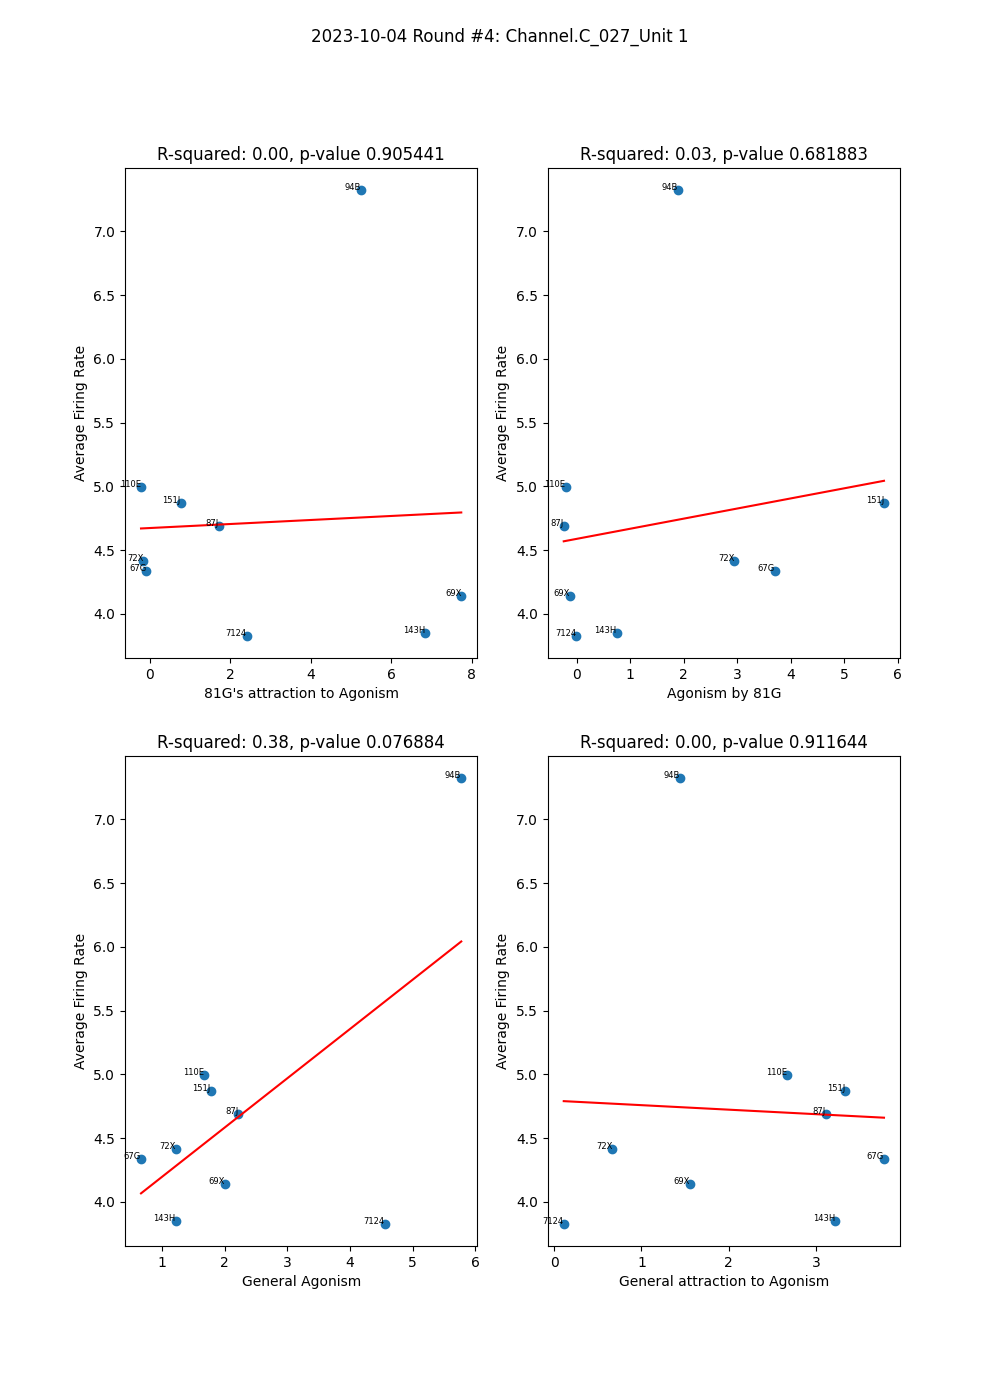 2023-10-04 Round #4: Channel.C_027_Unit 1
R-squared: 0.00, p-value 0.905441
Average Firing Rate
7.0
6.5
6.0
5.5
5.0
4.5
4.0
94B
110E
151J
87J
72X
67G
69X
7124
143H
0 2 4 6 8
81G's attraction to Agonism
R-squared: 0.03, p-value 0.681883
Average Firing Rate
7.0
6.5
6.0
5.5
5.0
4.5
4.0
94B
110E
151J
87J
72X
67G
69X
7124
143H
0 1 2 3 4 5 6
Agonism by 81G
R-squared: 0.38, p-value 0.076884
Average Firing Rate
7.0
6.5
6.0
5.5
5.0
4.5
4.0
94B
110E
151J
87J
72X
67G
69X
143H
7124
1 2 3 4 5 6
General Agonism
R-squared: 0.00, p-value 0.911644
Average Firing Rate
7.0
6.5
6.0
5.5
5.0
4.5
4.0
94B
110E
151J
87J
72X
67G
69X
7124
143H
0 1 2 3
General attraction to Agonism